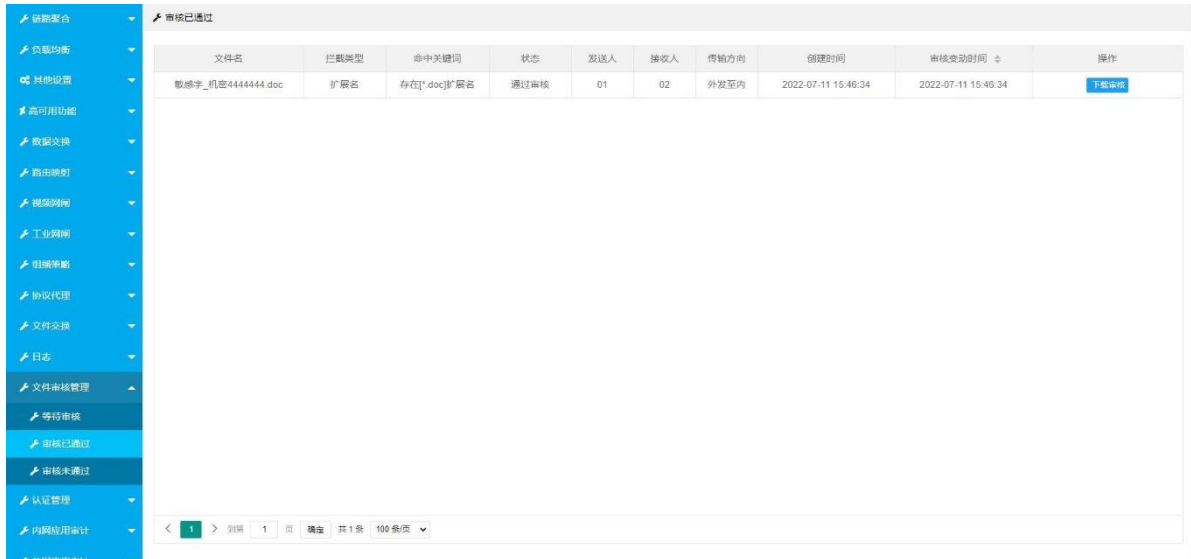 链路聚合
审核已通过
负载均衡
文件名 拦截类型 命中关键词 状态 发送人 接收人 传输方向 创建时间 审核变动时间 操作
其他设置
敏感字_机密4444444.doc 扩展名 存在[*.doc]扩展名 通过审核 01 02 外发至内 2022-07-11 15:46:34 2022-07-11 15:46:34 下载审核
高可用功能
数据交换
路由映射
视频网闸
工业网闸
组播策略
协议代理
文件交换
日志
文件审核管理
等待审核
审核已通过
审核未通过
认证管理
内网应用审计
1 到第 1 页 确定 共 1 条 100 条/页